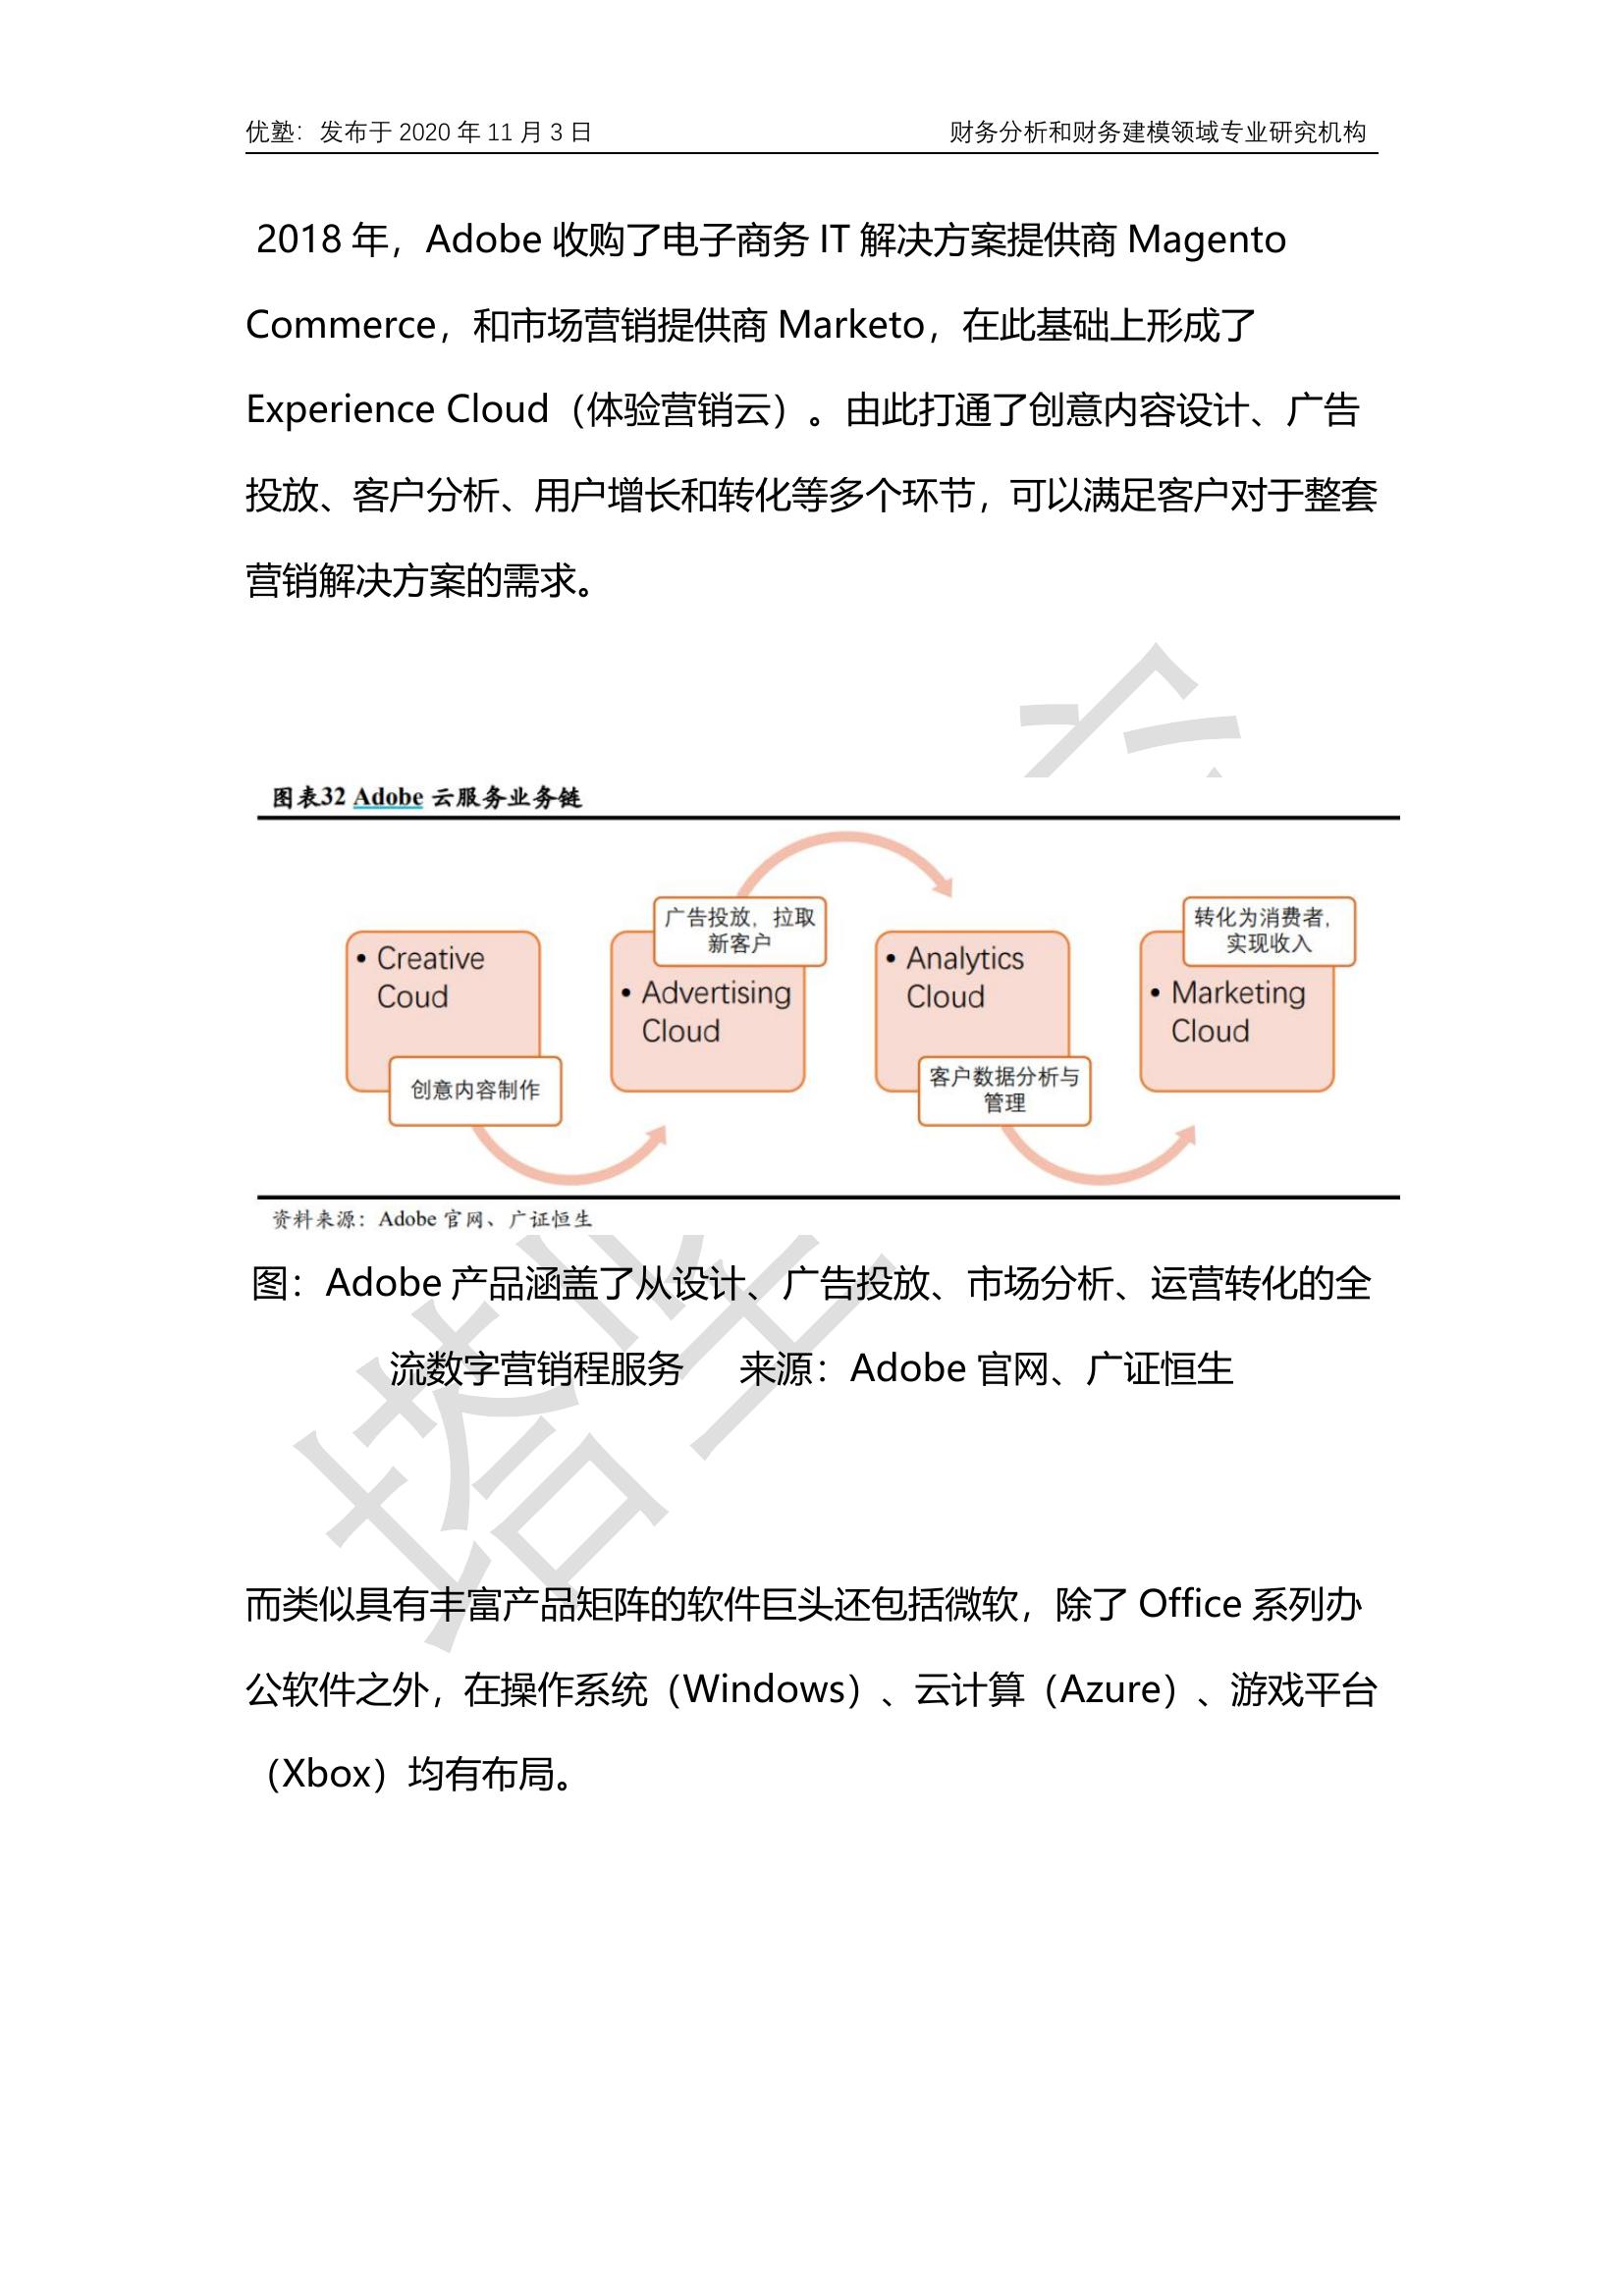 优塾：发布于 2020 年 11 月 3 日 财务分析和财务建模领域专业研究机构
2018 年，Adobe 收购了电子商务 IT 解决方案提供商 Magento
Commerce，和市场营销提供商 Marketo，在此基础上形成了
Experience Cloud（体验营销云）。由此打通了创意内容设计、广告
投放、客户分析、用户增长和转化等多个环节，可以满足客户对于整套
营销解决方案的需求。
图表32 Adobe 云服务业务链
• Creative
Coud
创意内容制作
广告投放，拉取
新客户
• Advertising
Cloud
• Analytics
Cloud
客户数据分析与
管理
转化为消费者，
实现收入
• Marketing
Cloud
资料来源：Adobe 官网、广证恒生
图：Adobe 产品涵盖了从设计、广告投放、市场分析、运营转化的全
流数字营销程服务 来源：Adobe 官网、广证恒生
而类似具有丰富产品矩阵的软件巨头还包括微软，除了 Office 系列办
公软件之外，在操作系统（Windows）、云计算（Azure）、游戏平台
（Xbox）均有布局。